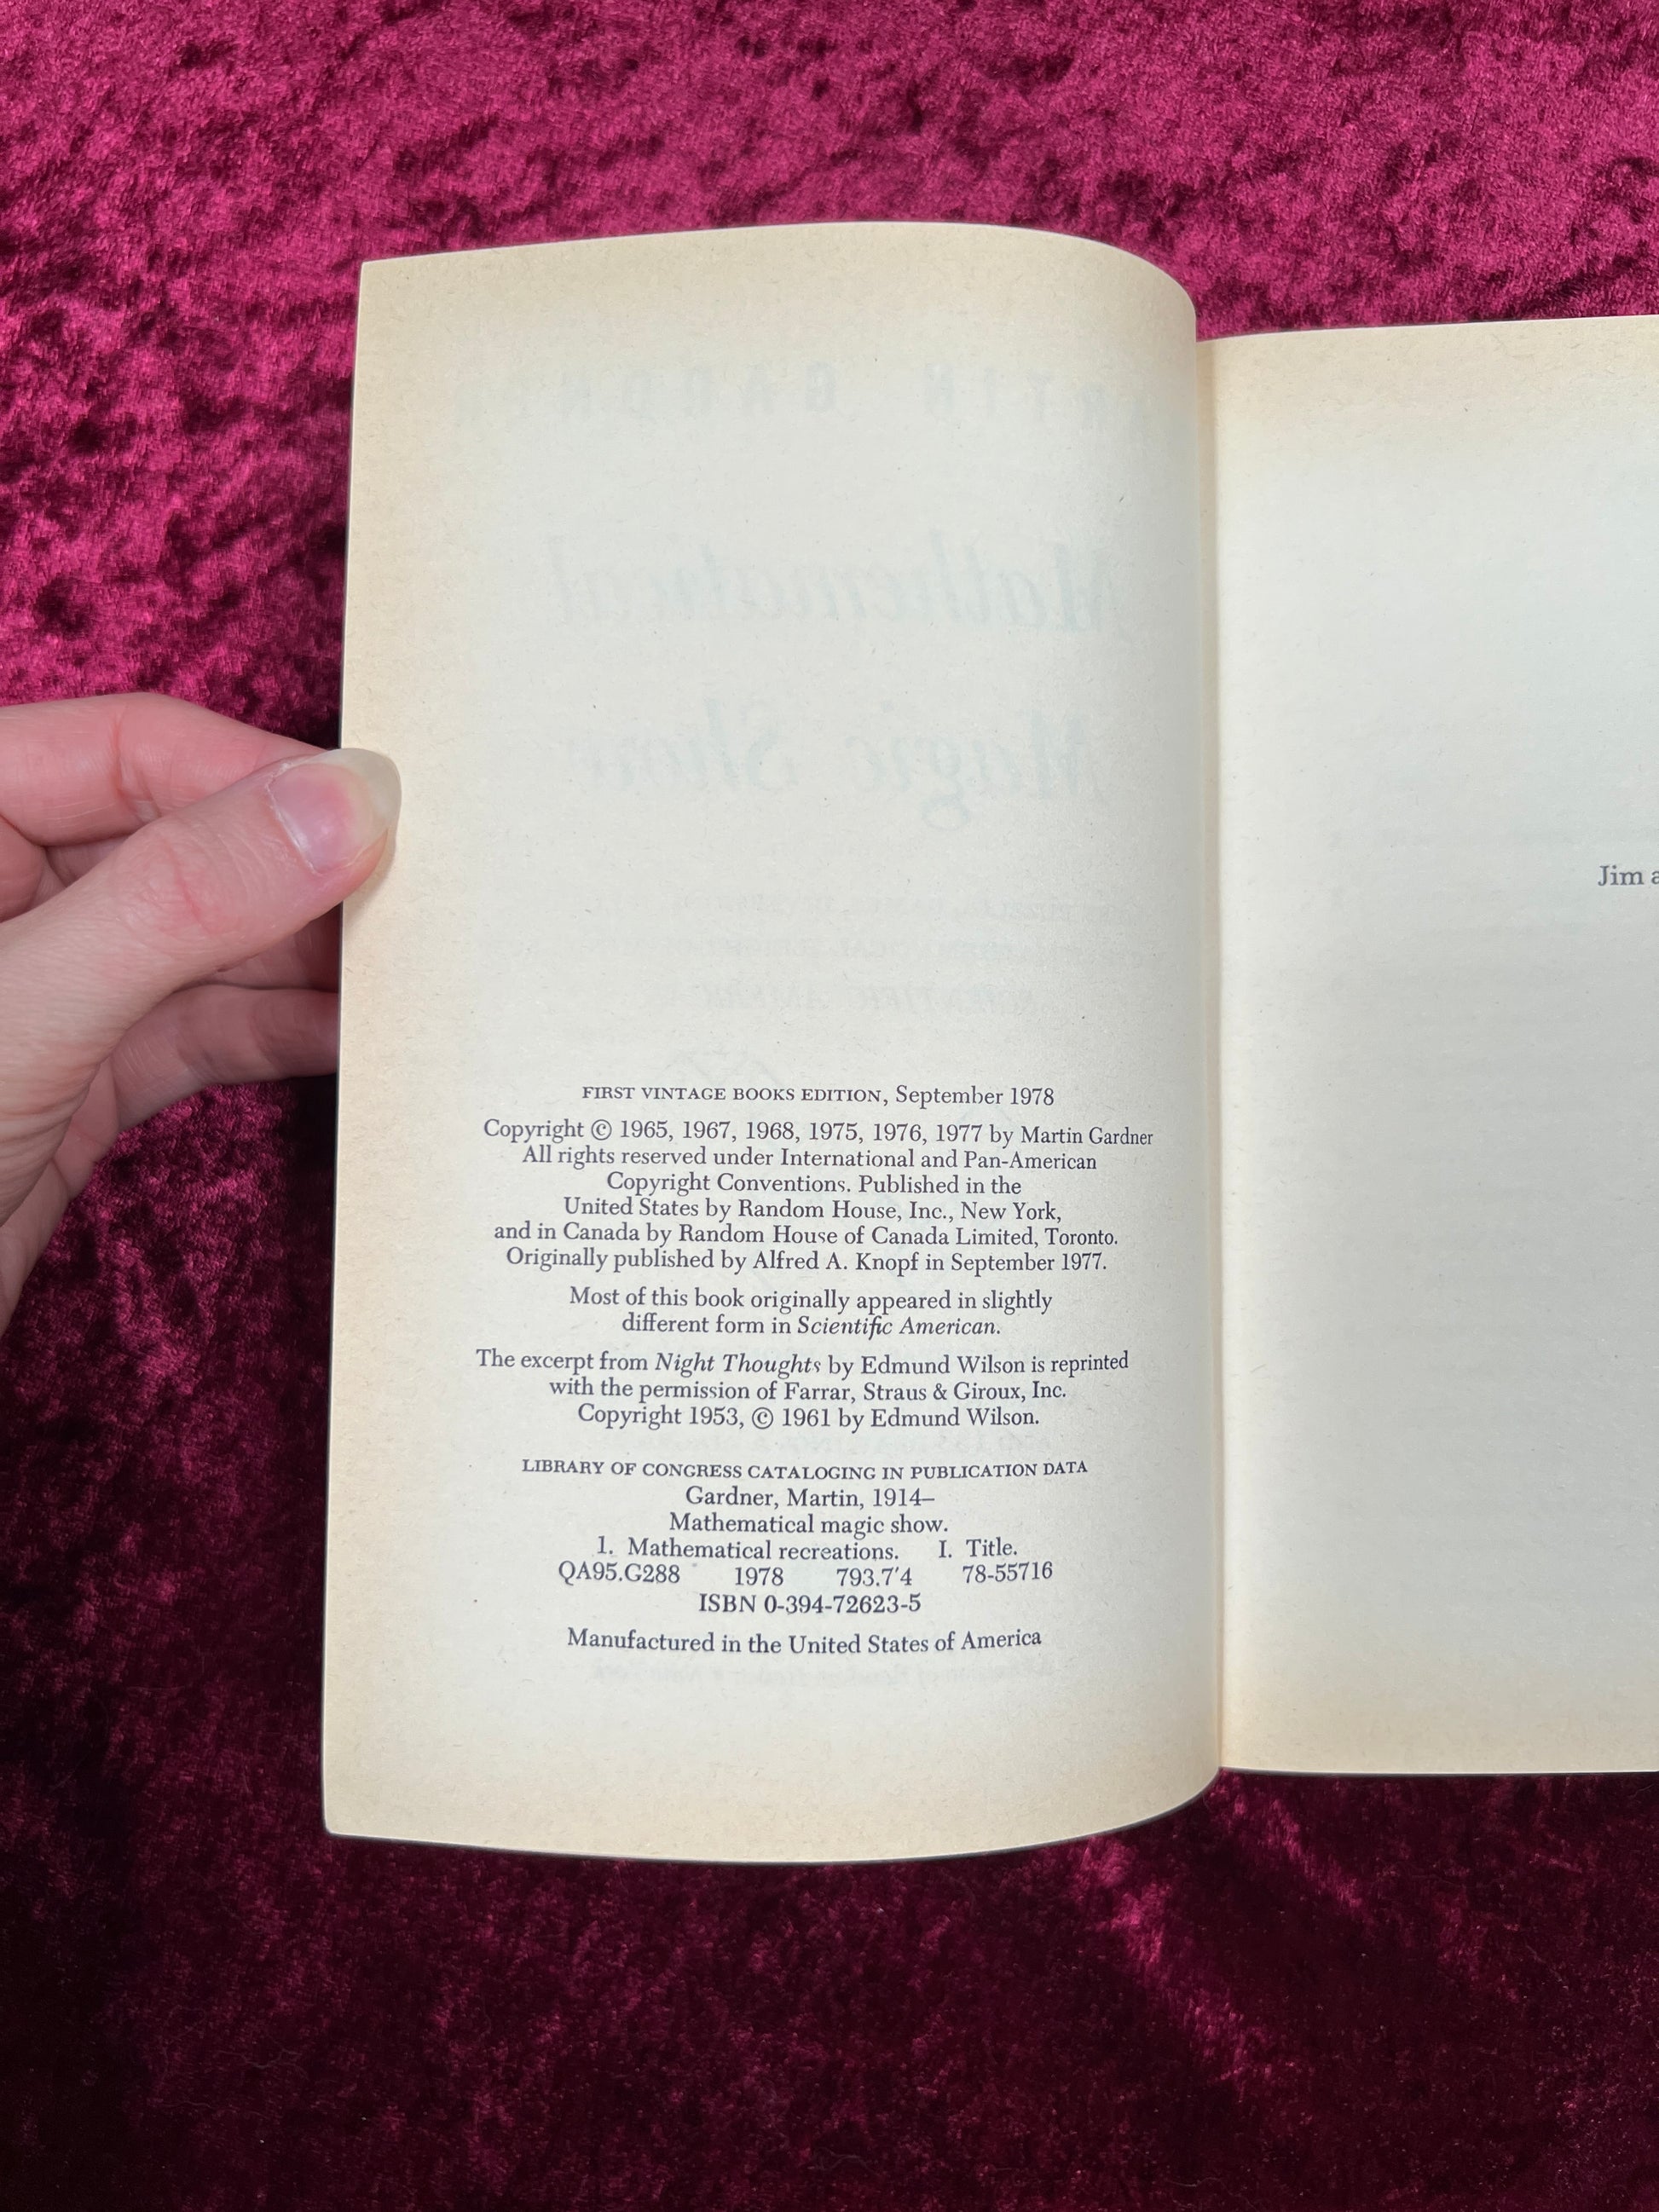 FIRST VINTAGE BOOKS EDITION, September 1978
Copyright © 1965, 1967, 1968, 1975, 1976, 1977 by Martin Gardner
All rights reserved under International and Pan-American
Copyright Conventions. Published in the
United States by Random House, Inc., New York,
and in Canada by Random House of Canada Limited, Toronto.
Originally published by Alfred A. Knopf in September 1977.
Most of this book originally appeared in slightly
different form in Scientific American.
The excerpt from Night Thoughts by Edmund Wilson is reprinted
with the permission of Farrar, Straus & Giroux, Inc.
Copyright 1953, © 1961 by Edmund Wilson.
LIBRARY OF CONGRESS CATALOGING IN PUBLICATION DATA
Gardner, Martin, 1914–
Mathematical magic show.
1. Mathematical recreations. I. Title.
QA95.G288 1978 793.7'4 78-55716
ISBN 0-394-72623-5
Manufactured in the United States of America
Jim a